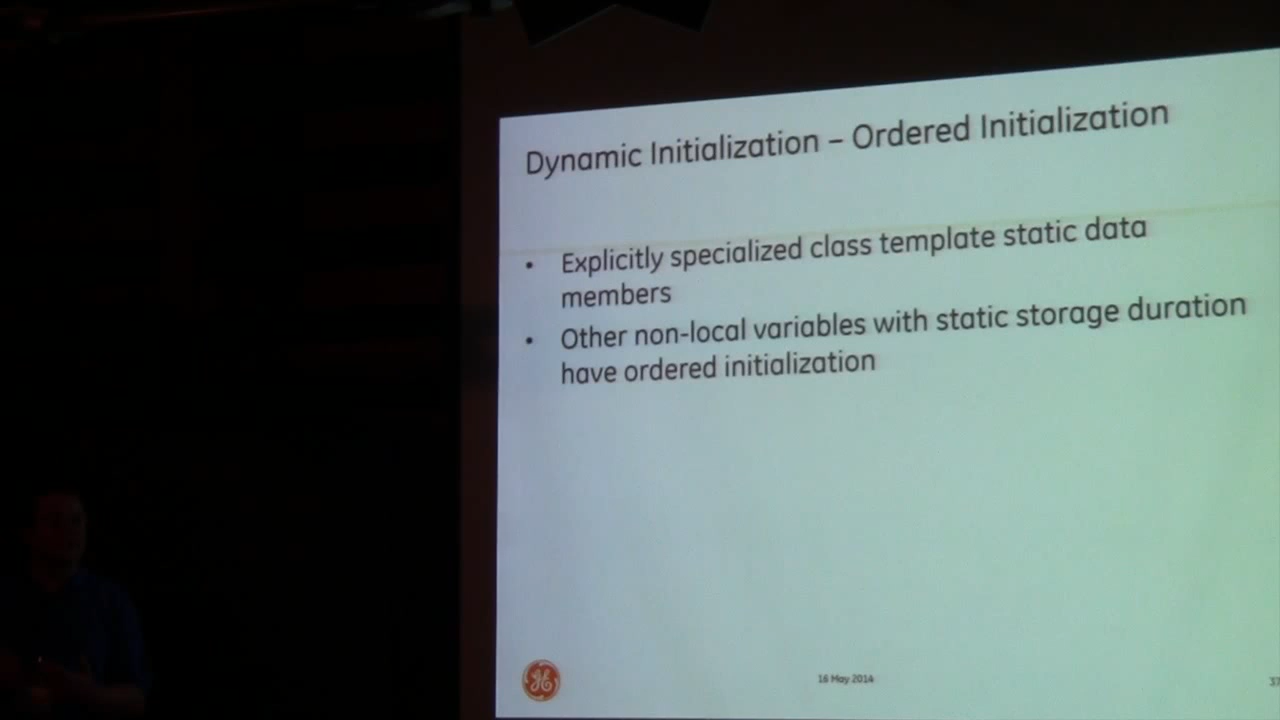 Dynamic Initialization – Ordered Initialization
• Explicitly specialized class template static data
members
• Other non-local variables with static storage duration
have ordered initialization
16 May 2014
37